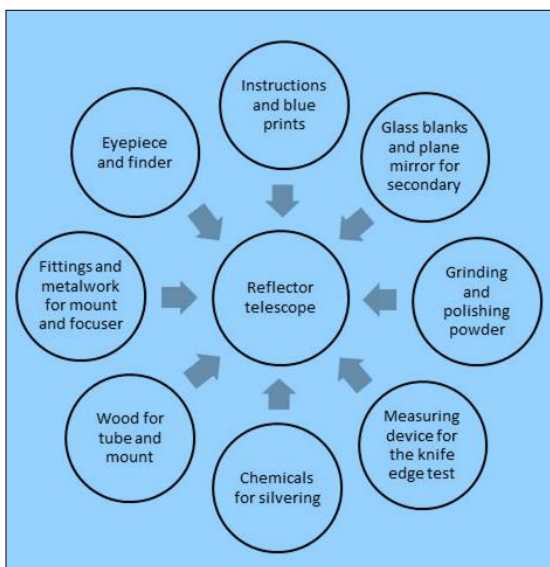 Instructions
and blue
prints
Glass blanks
and plane
mirror for
secondary
Grinding
and
polishing
powder
Measuring
device for
the knife
edge test
Chemicals
for silvering
Wood for
tube and
mount
Fittings and
metalwork
for mount
and focuser
Eyepiece
and finder
Reflector
telescope